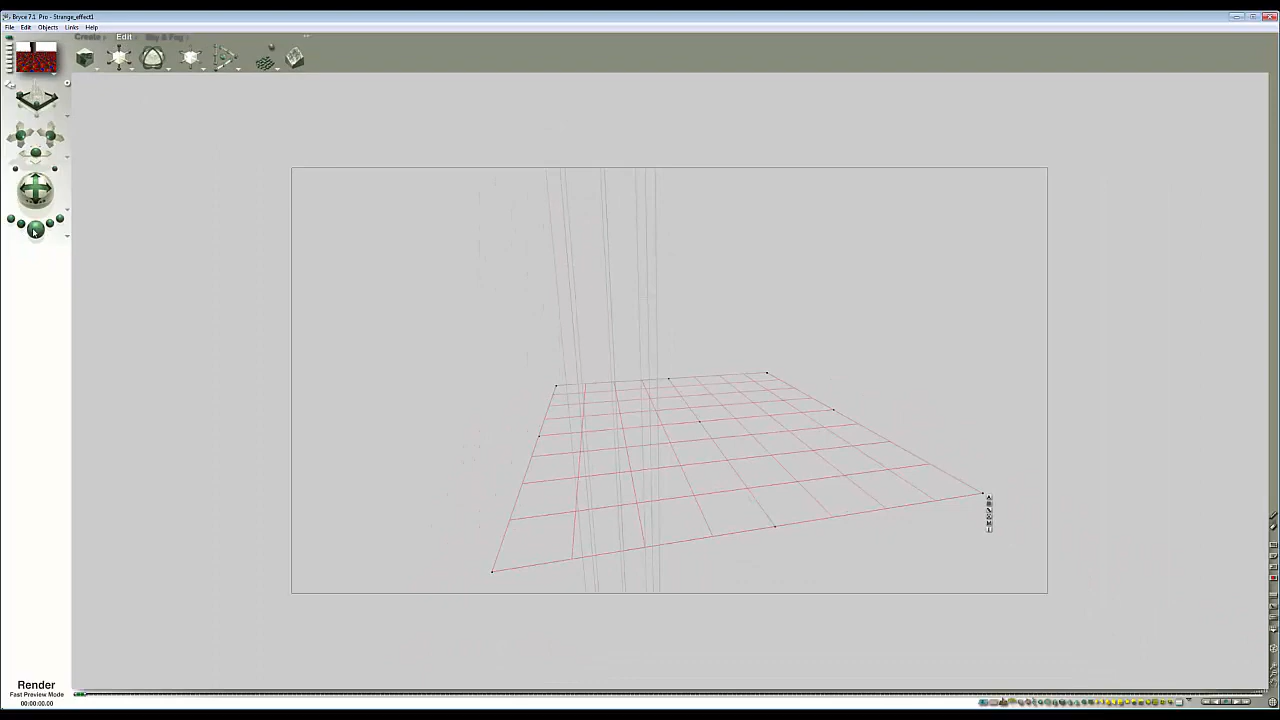 Bryce 7.1 Pro - Strange_effect1
File Edit Objects Links Help
Create Edit Sky & Fog
A
M
Render
Fast Preview Mode
00:00:00.00